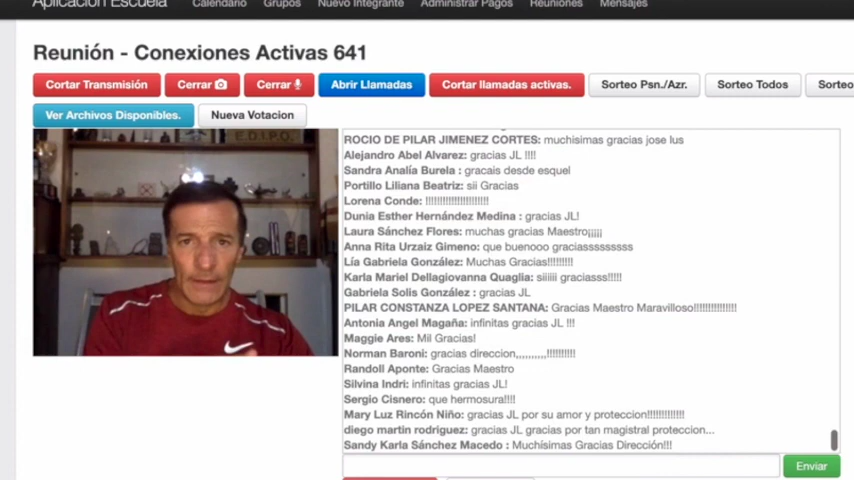 Aplicación Escuela Calendario Grupos Nuevo Integrante Administrar Pagos Reuniones Mensajes
Reunión - Conexiones Activas 641
Cortar Transmisión Cerrar Cerrar Abrir Llamadas Cortar llamadas activas. Sorteo Psn./Azr. Sorteo Todos Sorteo
Ver Archivos Disponibles. Nueva Votacion
E.D.I.P.O.
ROCIO DE PILAR JIMENEZ CORTES: muchisimas gracias jose lus
Alejandro Abel Alvarez: gracias JL !!!!
Sandra Analía Burela : gracais desde esquel
Portillo Liliana Beatriz: sii Gracias
Lorena Conde: !!!!!!!!!!!!!!!!!!!!!!!
Dunia Esther Hernández Medina : gracias JL!
Laura Sánchez Flores: muchas gracias Maestro¡¡¡¡¡
Anna Rita Urzaiz Gimeno: que buenooo graciasssssssss
Lía Gabriela González: Muchas Gracias!!!!!!!!!
Karla Mariel Dellagiovanna Quaglia: siiiiii graciasss!!!!!
Gabriela Solis González : gracias JL
PILAR CONSTANZA LOPEZ SANTANA: Gracias Maestro Maravilloso!!!!!!!!!!!!!!!
Antonia Angel Magaña: infinitas gracias JL !!!
Maggie Ares: Mil Gracias!
Norman Baroni: gracias direccion,,,,,,,,,,!!!!!!!!!!
Randoll Aponte: Gracias Maestro
Silvina Indri: infinitas gracias JL!
Sergio Cisnero: que hermosura!!!!
Mary Luz Rincón Niño: gracias JL por su amor y proteccion!!!!!!!!!!!!!
diego martin rodriguez: gracias JL gracias por tan magistral proteccion...
Sandy Karla Sánchez Macedo : Muchísimas Gracias Dirección!!!
Enviar